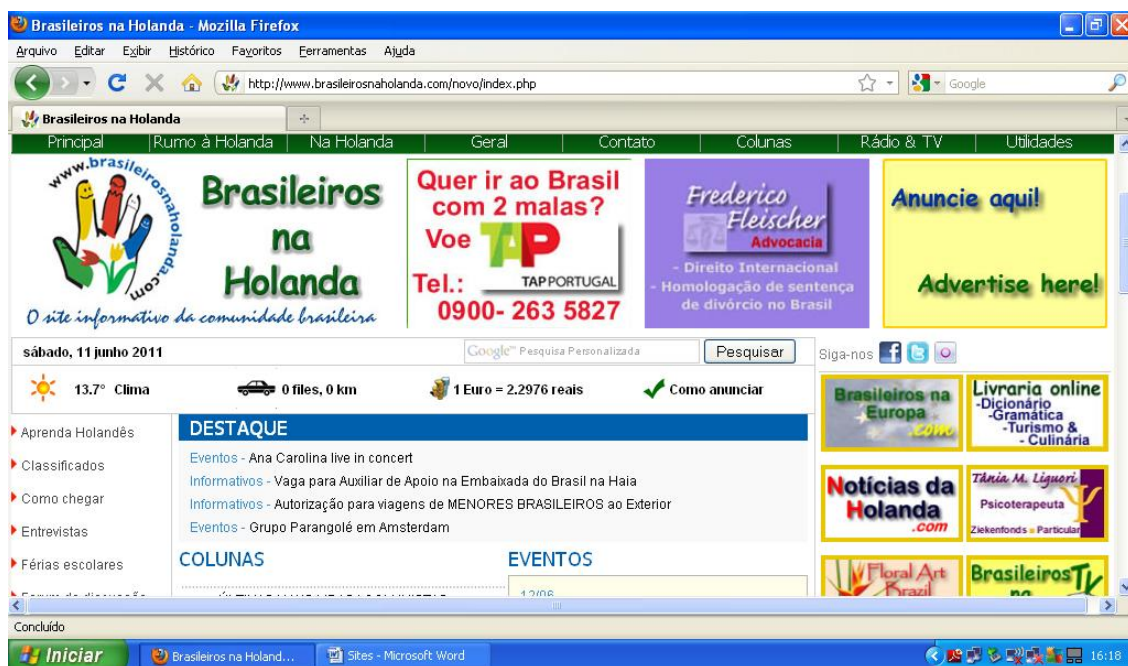 Brasileiros na Holanda - Mozilla Firefox
Arquivo Editar Exibir Histórico Favoritos Ferramentas Ajuda
http://www.brasileirosnaholanda.com/novo/index.php
Google
Brasileiros na Holanda
Principal Rumo à Holanda Na Holanda Geral Contato Colunas Rádio & TV Utilidades
www.brasileirosnaholanda.com
Brasileiros
na
Holanda
O site informativo da comunidade brasileira
Quer ir ao Brasil
com 2 malas?
Voe TAP
TAP PORTUGAL
Tel.:
0900- 263 5827
Frederico
Fleischer
Advocacia
- Direito Internacional
- Homologação de sentença
de divórcio no Brasil
Anuncie aqui!
Advertise here!
sábado, 11 junho 2011
Google™ Pesquisa Personalizada
Pesquisar
Siga-nos
13.7° Clima
0 files, 0 km
1 Euro = 2.2976 reais
Como anunciar
Aprenda Holandês
Classificados
Como chegar
Entrevistas
Férias escolares
DESTAQUE
Eventos - Ana Carolina live in concert
Informativos - Vaga para Auxiliar de Apoio na Embaixada do Brasil na Haia
Informativos - Autorização para viagens de MENORES BRASILEIROS ao Exterior
Eventos - Grupo Parangolé em Amsterdam
COLUNAS
EVENTOS
12/06
Brasileiros na
Europa
.com
Livraria online
-Dicionário
-Gramática
-Turismo &
- Culinária
Notícias da
Holanda
.com
Tânia M. Liguori
Psicoterapeuta
Ziekenfonds Particular
Floral Art
Brazil
Brasileiros TV
na
Concluído
Iniciar
Brasileiros na Holand...
Sites - Microsoft Word
16:18